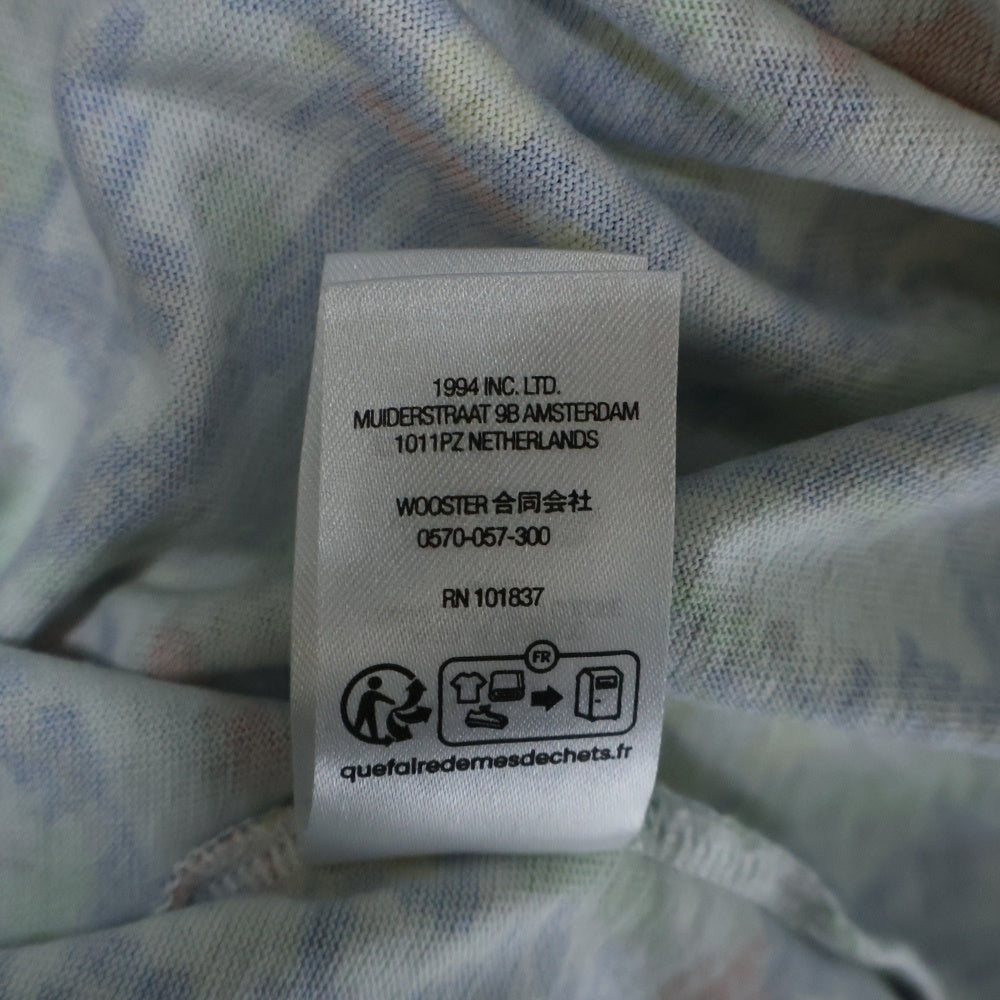 1994 INC. LTD.
MUIDERSTRAAT 9B AMSTERDAM
1011PZ NETHERLANDS
WOOSTER 合同会社
0570-057-300
RN 101837
FR
quefairedemesdechets.fr